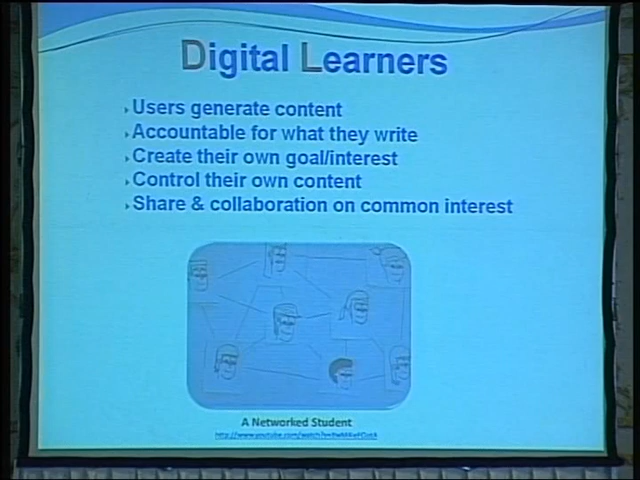 Digital Learners
Users generate content
Accountable for what they write
Create their own goal/interest
Control their own content
Share & collaboration on common interest
A Networked Student